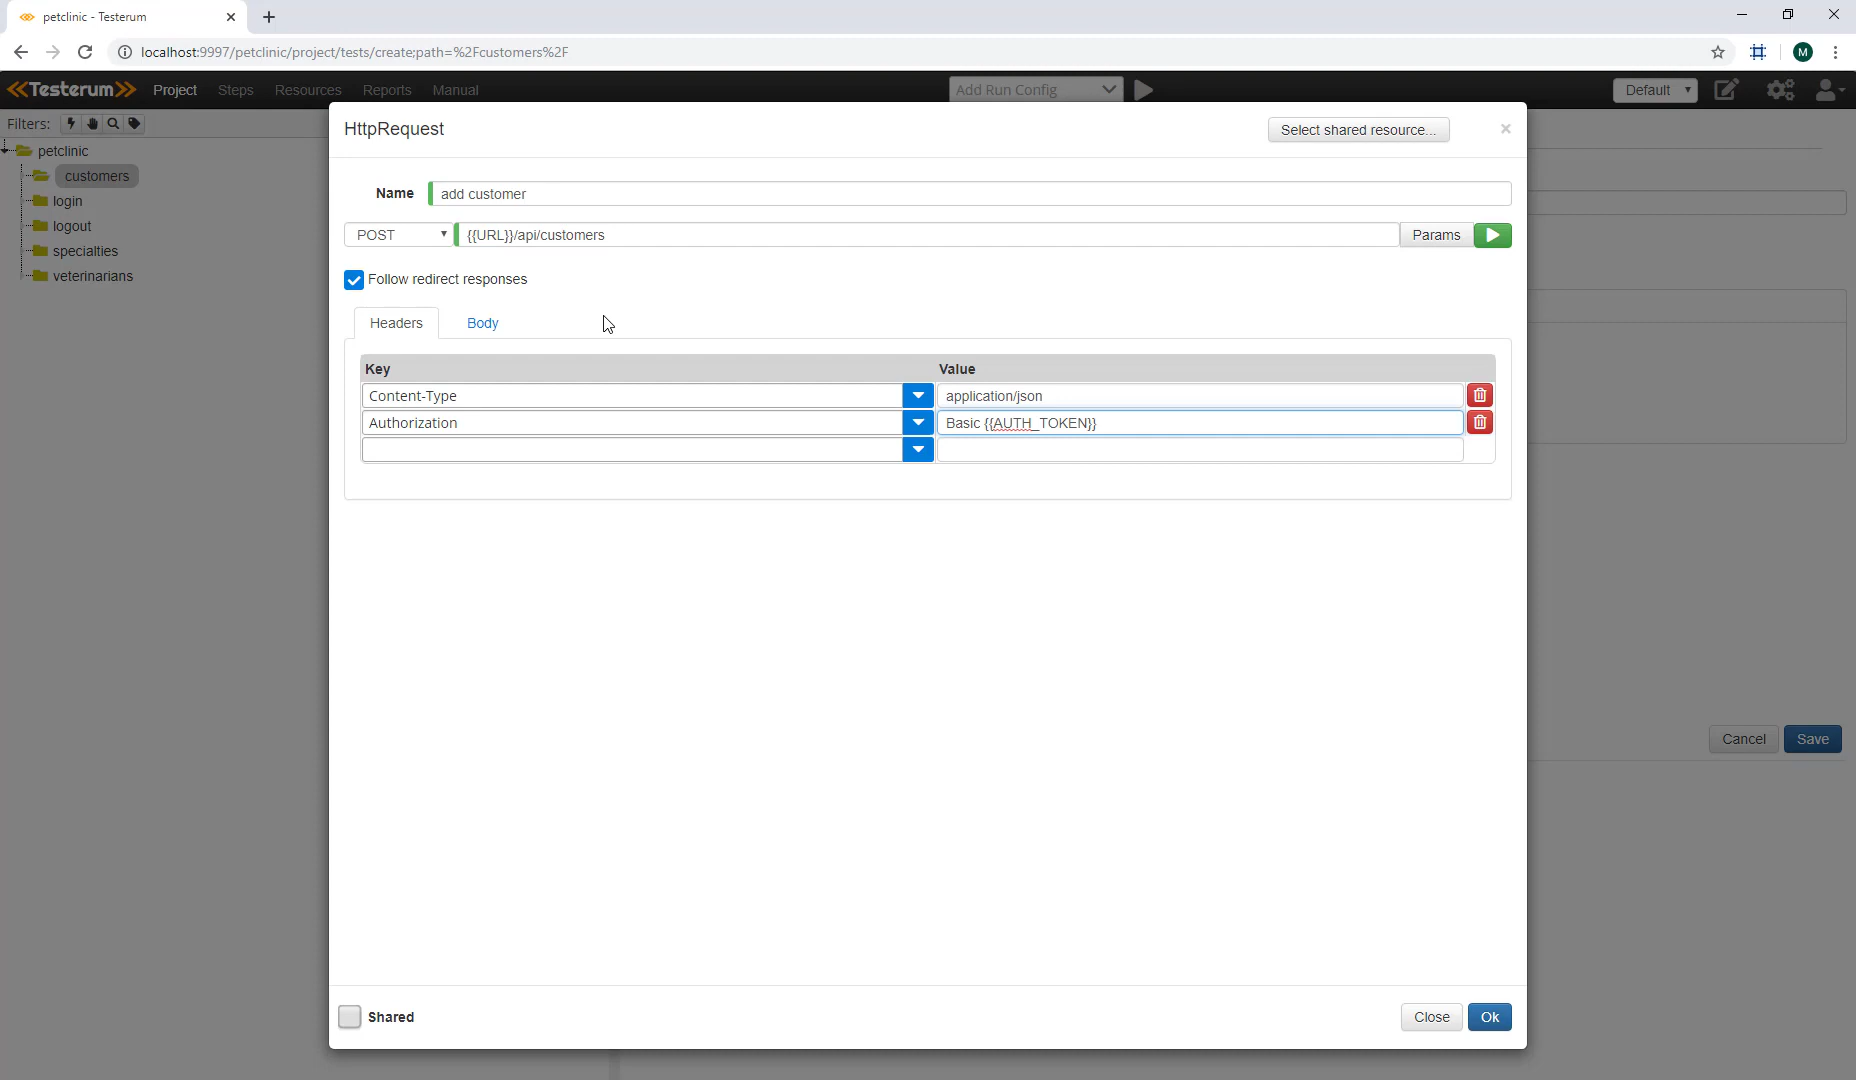 petclinic - Testerum
localhost:9997/petclinic/project/tests/create;path=%2Fcustomers%2F
M
Testerum Project Steps Resources Reports Manual Add Run Config Default
Filters:
petclinic
customers
login
logout
specialties
veterinarians
HttpRequest Select shared resource... ×
Name add customer
POST {{URL}}/api/customers Params
Follow redirect responses
Headers Body
Key Value
Content-Type application/json
Authorization Basic {{AUTH_TOKEN}}
Cancel Save
Shared Close Ok